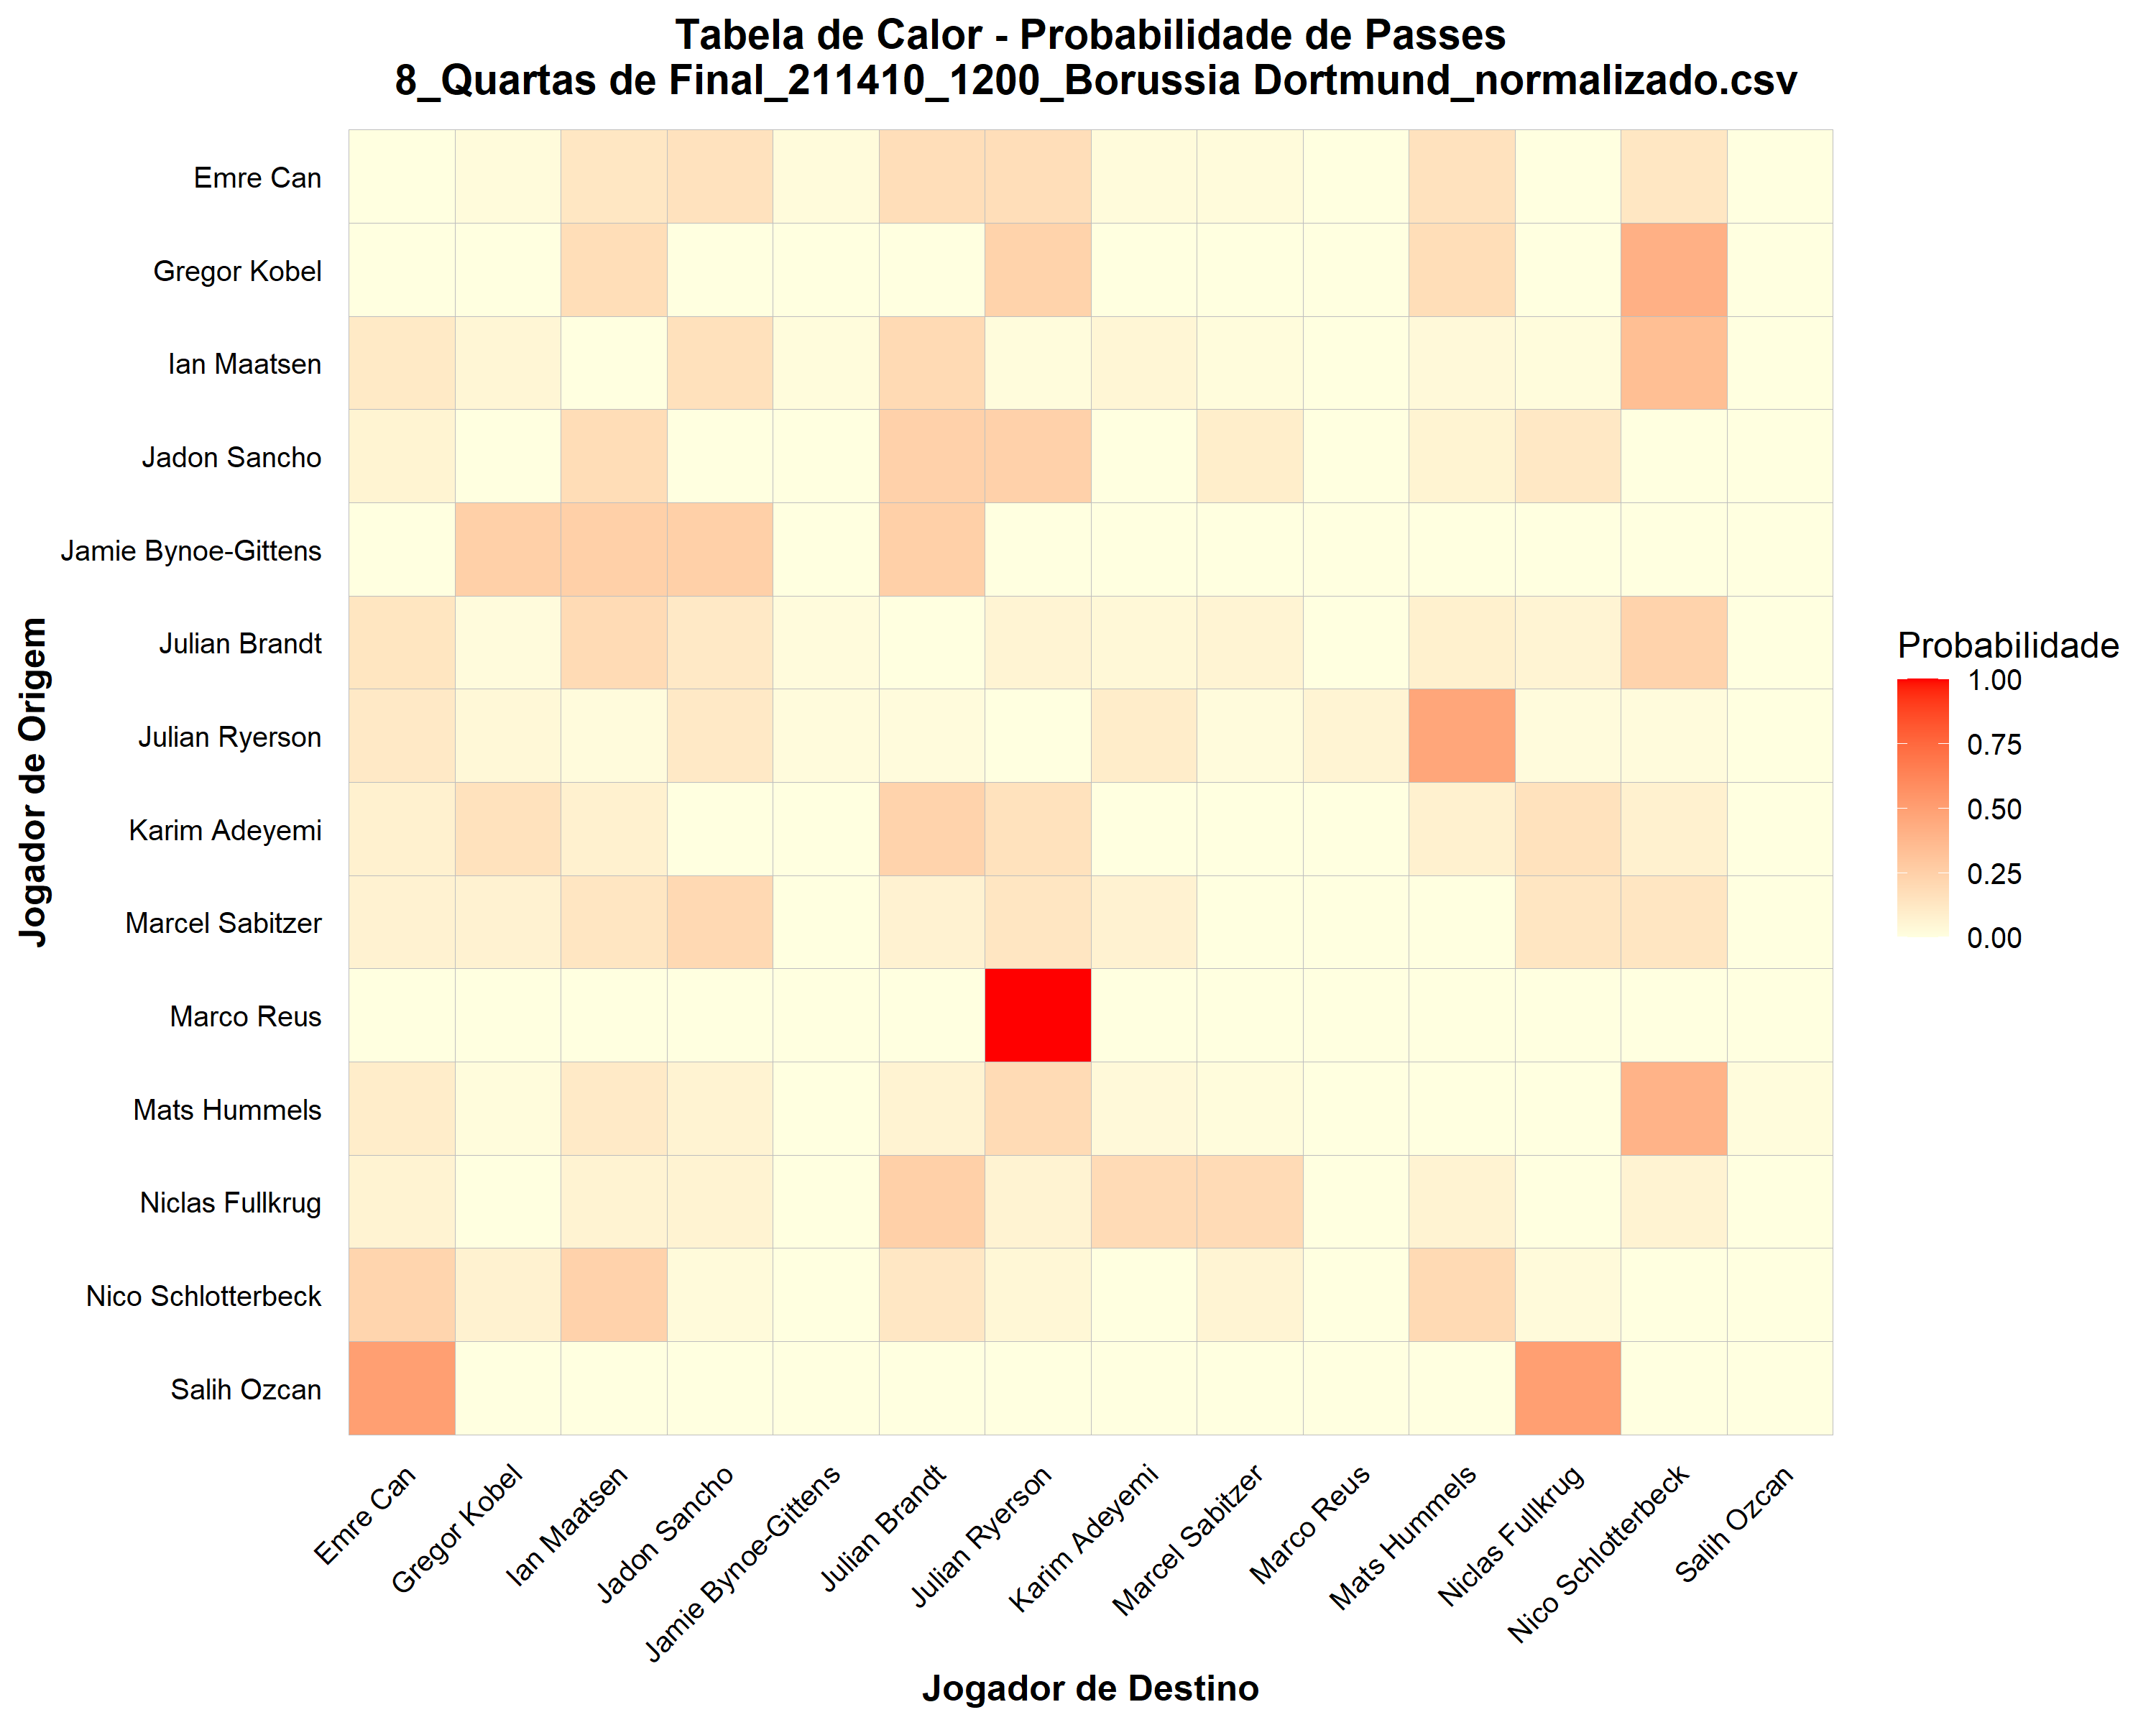 Tabela de Calor - Probabilidade de Passes
8_Quartas de Final_211410_1200_Borussia Dortmund_normalizado.csv
Jogador de Origem
Emre Can
Gregor Kobel
Ian Maatsen
Jadon Sancho
Jamie Bynoe-Gittens
Julian Brandt
Julian Ryerson
Karim Adeyemi
Marcel Sabitzer
Marco Reus
Mats Hummels
Niclas Fullkrug
Nico Schlotterbeck
Salih Ozcan
Emre Can
Gregor Kobel
Ian Maatsen
Jadon Sancho
Jamie Bynoe-Gittens
Julian Brandt
Julian Ryerson
Karim Adeyemi
Marcel Sabitzer
Marco Reus
Mats Hummels
Niclas Fullkrug
Nico Schlotterbeck
Salih Ozcan
Jogador de Destino
Probabilidade
1.00
0.75
0.50
0.25
0.00